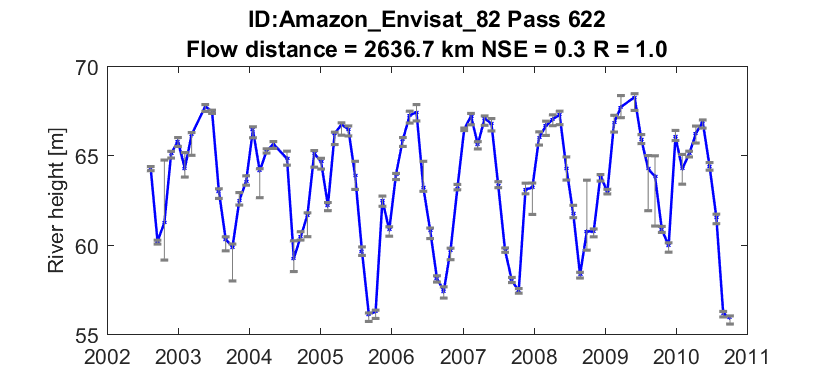 ID:Amazon_Envisat_82 Pass 622
Flow distance = 2636.7 km NSE = 0.3 R = 1.0
River height [m]
70
65
60
55
2002 2003 2004 2005 2006 2007 2008 2009 2010 2011